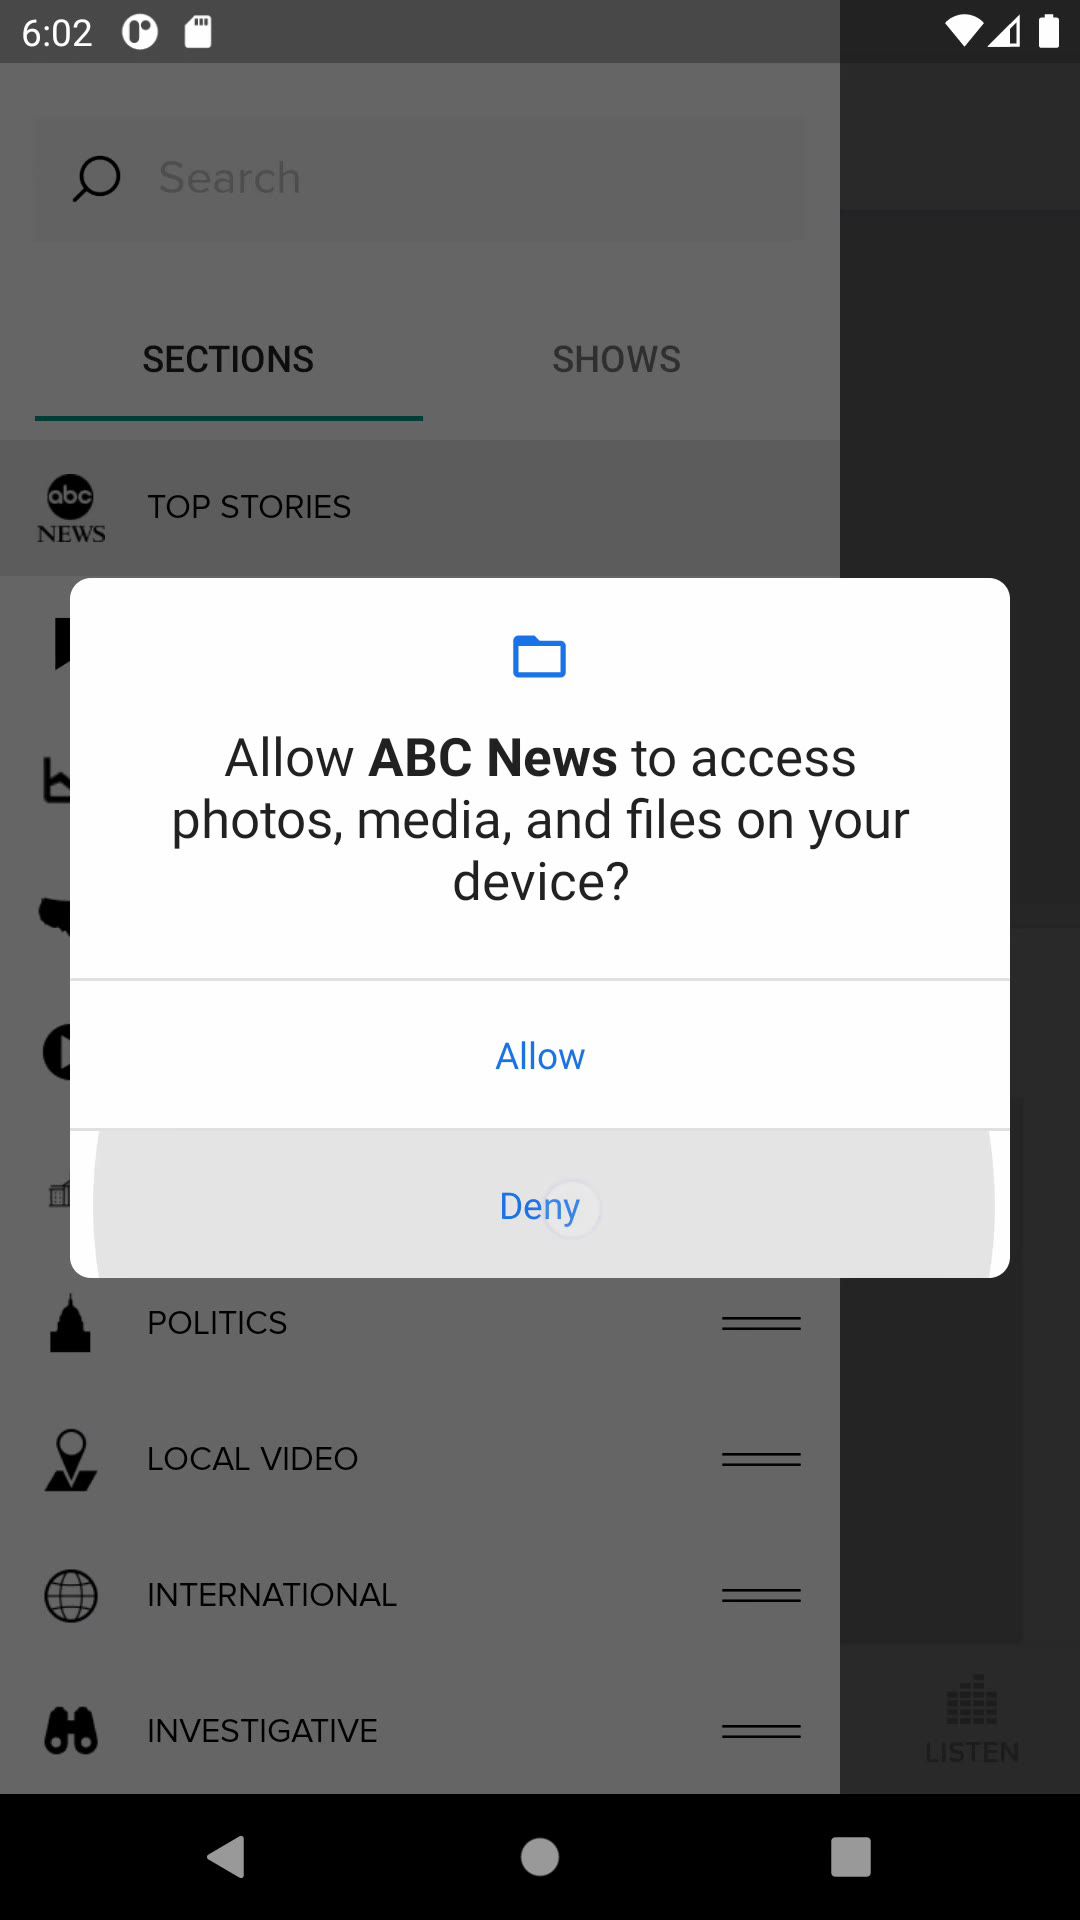 6:02
Search
SECTIONS
SHOWS
abc
NEWS
TOP STORIES
Allow ABC News to access
photos, media, and files on your
device?
Allow
Deny
POLITICS
LOCAL VIDEO
INTERNATIONAL
INVESTIGATIVE
LISTEN